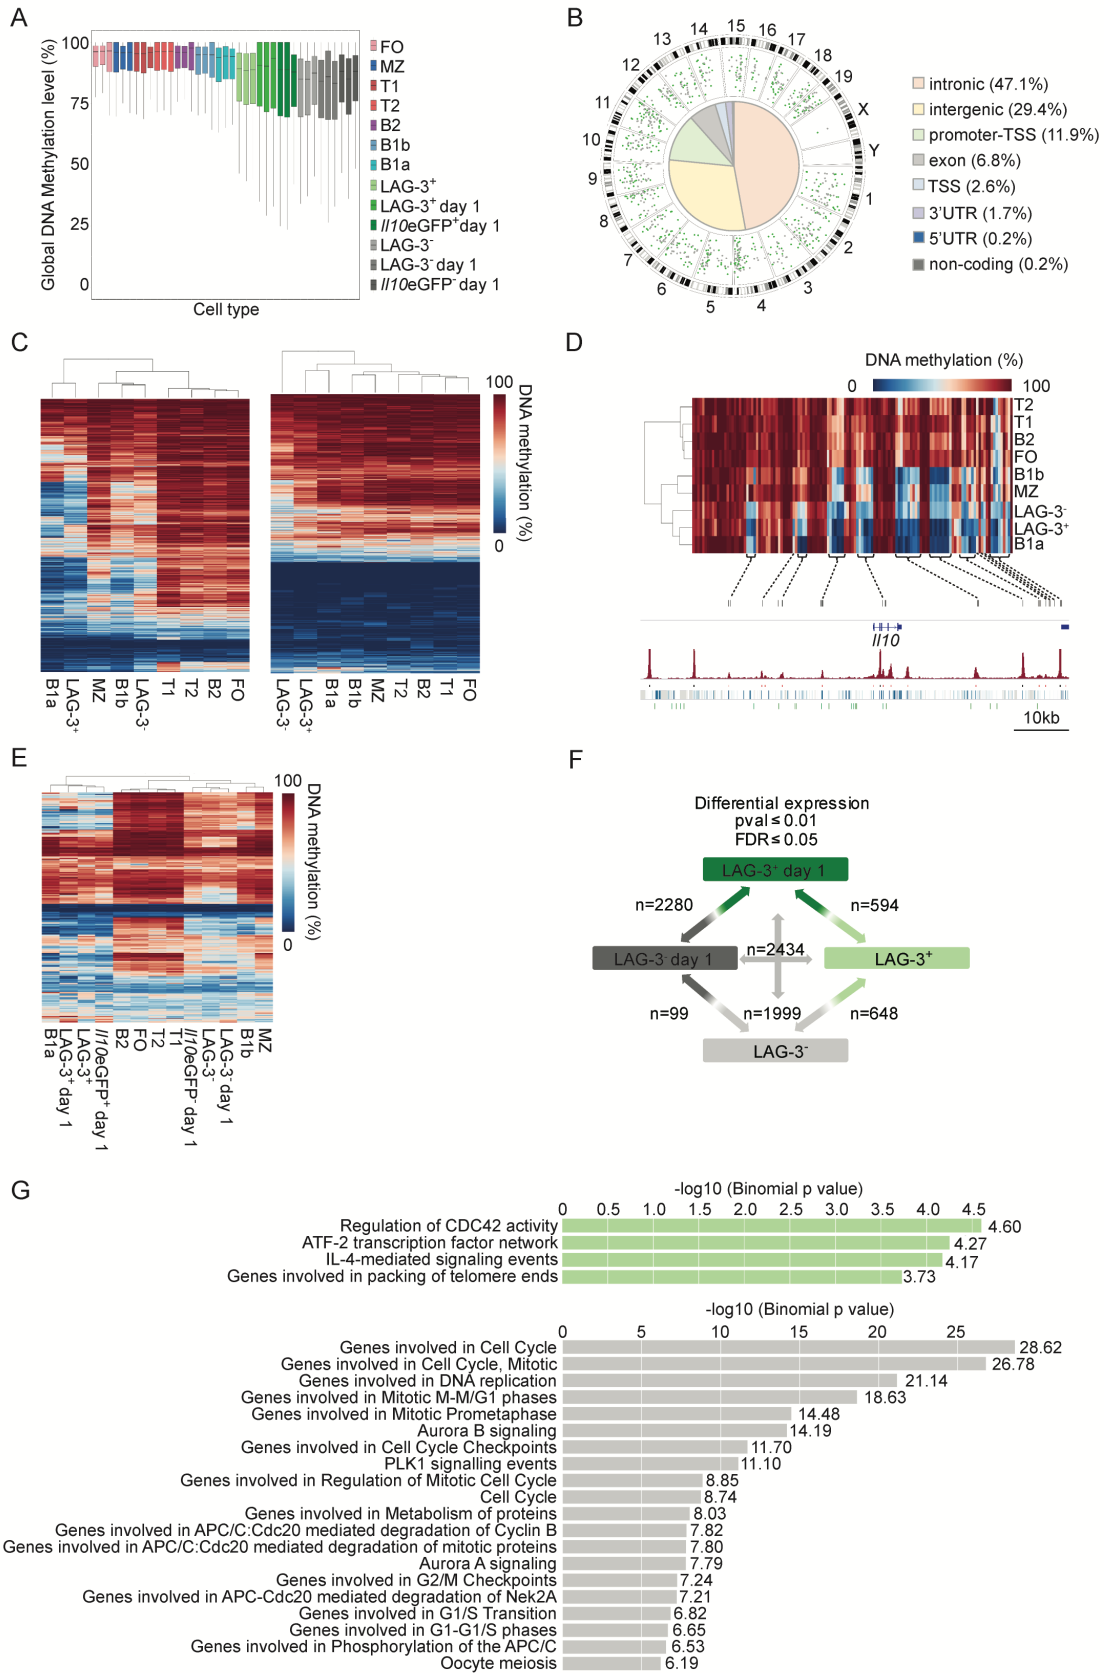 A
Global DNA Methylation level (%)
100
75
50
25
0
Cell type
FO
MZ
T1
T2
B2
B1b
B1a
LAG-3⁺
LAG-3⁺ day 1
Il10eGFP⁺day 1
LAG-3⁻
LAG-3⁻ day 1
Il10eGFP⁻ day 1
B
15
16
17
18
19
X
Y
1
2
3
4
5
6
7
8
9
10
11
12
13
14
intronic (47.1%)
intergenic (29.4%)
promoter-TSS (11.9%)
exon (6.8%)
TSS (2.6%)
3'UTR (1.7%)
5'UTR (0.2%)
non-coding (0.2%)
C
B1a
LAG-3⁺
MZ
B1b
LAG-3⁻
T1
T2
B2
FO
LAG-3⁻
LAG-3⁺
B1a
B1b
MZ
T2
B2
T1
FO
100
0
DNA methylation (%)
D
DNA methylation (%)
0
100
T2
T1
B2
FO
B1b
MZ
LAG-3⁻
LAG-3⁺
B1a
Il10
10kb
E
100
0
DNA methylation (%)
B1a
LAG-3⁺ day 1
LAG-3⁺
Il10eGFP⁺ day 1
B2
FO
T2
T1
Il10eGFP⁻ day 1
LAG-3⁻
LAG-3⁻ day 1
B1b
MZ
F
Differential expression
pval ≤ 0.01
FDR ≤ 0.05
LAG-3⁺ day 1
n=2280
n=594
LAG-3⁻ day 1
n=2434
LAG-3⁺
n=99
n=1999
n=648
LAG-3⁻
G
-log10 (Binomial p value)
0 0.5 1.0 1.5 2.0 2.5 3.0 3.5 4.0 4.5
Regulation of CDC42 activity 4.60
ATF-2 transcription factor network 4.27
IL-4-mediated signaling events 4.17
Genes involved in packing of telomere ends 3.73
-log10 (Binomial p value)
0 5 10 15 20 25
Genes involved in Cell Cycle 28.62
Genes involved in Cell Cycle, Mitotic 26.78
Genes involved in DNA replication 21.14
Genes involved in Mitotic M-M/G1 phases 18.63
Genes involved in Mitotic Prometaphase 14.48
Aurora B signaling 14.19
Genes involved in Cell Cycle Checkpoints 11.70
PLK1 signalling events 11.10
Genes involved in Regulation of Mitotic Cell Cycle 8.85
Cell Cycle 8.74
Genes involved in Metabolism of proteins 8.03
Genes involved in APC/C:Cdc20 mediated degradation of Cyclin B 7.82
Genes involved in APC/C:Cdc20 mediated degradation of mitotic proteins 7.80
Aurora A signaling 7.79
Genes involved in G2/M Checkpoints 7.24
Genes involved in APC-Cdc20 mediated degradation of Nek2A 7.21
Genes involved in G1/S Transition 6.82
Genes involved in G1-G1/S phases 6.65
Genes involved in Phosphorylation of the APC/C 6.53
Oocyte meiosis 6.19